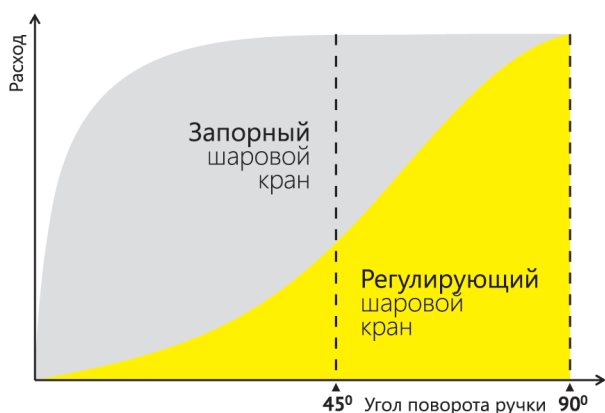 Расход
Запорный
шаровой
кран
Регулирующий
шаровой
кран
45⁰ Угол поворота ручки 90⁰